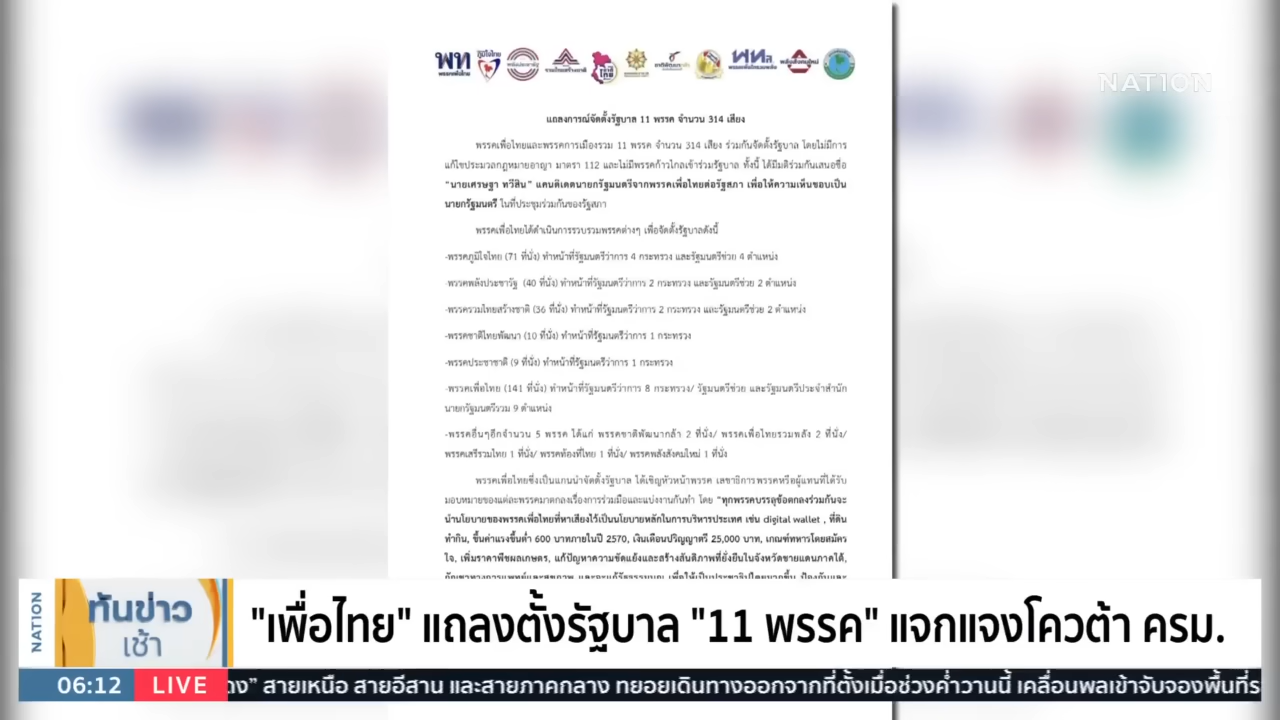 พท ภูมิใจไทย
พรรคเพื่อไทย
NATION
แถลงการณ์จัดตั้งรัฐบาล 11 พรรค จำนวน 314 เสียง
พรรคเพื่อไทยและพรรคการเมืองรวม 11 พรรค จำนวน 314 เสียง ร่วมกันจัดตั้งรัฐบาล โดยไม่มีการ
แก้ไขประมวลกฎหมายอาญา มาตรา 112 และไม่มีพรรคก้าวไกลเข้าร่วมรัฐบาล ทั้งนี้ ได้มีมติร่วมกันเสนอชื่อ
"นายเศรษฐา ทวีสิน" แคนดิเดตนายกรัฐมนตรีจากพรรคเพื่อไทยต่อรัฐสภา เพื่อให้ความเห็นชอบเป็น
นายกรัฐมนตรี ในที่ประชุมร่วมกันของรัฐสภา
พรรคเพื่อไทยได้ดำเนินการรวบรวมพรรคต่างๆ เพื่อจัดตั้งรัฐบาลดังนี้
-พรรคภูมิใจไทย (71 ที่นั่ง) ทำหน้าที่รัฐมนตรีว่าการ 4 กระทรวง และรัฐมนตรีช่วย 4 ตำแหน่ง
-พรรคพลังประชารัฐ (40 ที่นั่ง) ทำหน้าที่รัฐมนตรีว่าการ 2 กระทรวง และรัฐมนตรีช่วย 2 ตำแหน่ง
-พรรครวมไทยสร้างชาติ (36 ที่นั่ง) ทำหน้าที่รัฐมนตรีว่าการ 2 กระทรวง และรัฐมนตรีช่วย 2 ตำแหน่ง
-พรรคชาติไทยพัฒนา (10 ที่นั่ง) ทำหน้าที่รัฐมนตรีว่าการ 1 กระทรวง
-พรรคประชาชาติ (9 ที่นั่ง) ทำหน้าที่รัฐมนตรีว่าการ 1 กระทรวง
-พรรคเพื่อไทย (141 ที่นั่ง) ทำหน้าที่รัฐมนตรีว่าการ 8 กระทรวง/ รัฐมนตรีช่วย และรัฐมนตรีประจำสำนัก
นายกรัฐมนตรีรวม 9 ตำแหน่ง
-พรรคอื่นๆอีกจำนวน 5 พรรค ได้แก่ พรรคชาติพัฒนากล้า 2 ที่นั่ง/ พรรคเพื่อไทยรวมพลัง 2 ที่นั่ง/
พรรคเสรีรวมไทย 1 ที่นั่ง/ พรรคท้องที่ไทย 1 ที่นั่ง/ พรรคพลังสังคมใหม่ 1 ที่นั่ง
พรรคเพื่อไทยซึ่งเป็นแกนนำจัดตั้งรัฐบาล ได้เชิญหัวหน้าพรรค เลขาธิการพรรคหรือผู้แทนที่ได้รับ
มอบหมายของแต่ละพรรคมาตกลงเรื่องการร่วมมือและแบ่งงานกันทำ โดย "ทุกพรรคบรรลุข้อตกลงร่วมกันจะ
นำนโยบายของพรรคเพื่อไทยที่หาเสียงไว้เป็นนโยบายหลักในการบริหารประเทศ เช่น digital wallet , ที่ดิน
ทำกิน, ขึ้นค่าแรงขั้นต่ำ 600 บาทภายในปี 2570, เงินเดือนปริญญาตรี 25,000 บาท, เกณฑ์ทหารโดยสมัคร
ใจ, เพิ่มราคาพืชผลเกษตร, แก้ปัญหาความขัดแย้งและสร้างสันติภาพที่ยั่งยืนในจังหวัดชายแดนภาคใต้,
NATION
ทันข่าว
เช้า
"เพื่อไทย" แถลงตั้งรัฐบาล "11 พรรค" แจกแจงโควต้า ครม.
06:12 LIVE
สายเหนือ สายอีสาน และสายภาคกลาง ทยอยเดินทางออกจากที่ตั้งเมื่อช่วงค่ำวานนี้ เคลื่อนพลเข้าจับจองพื้นที่